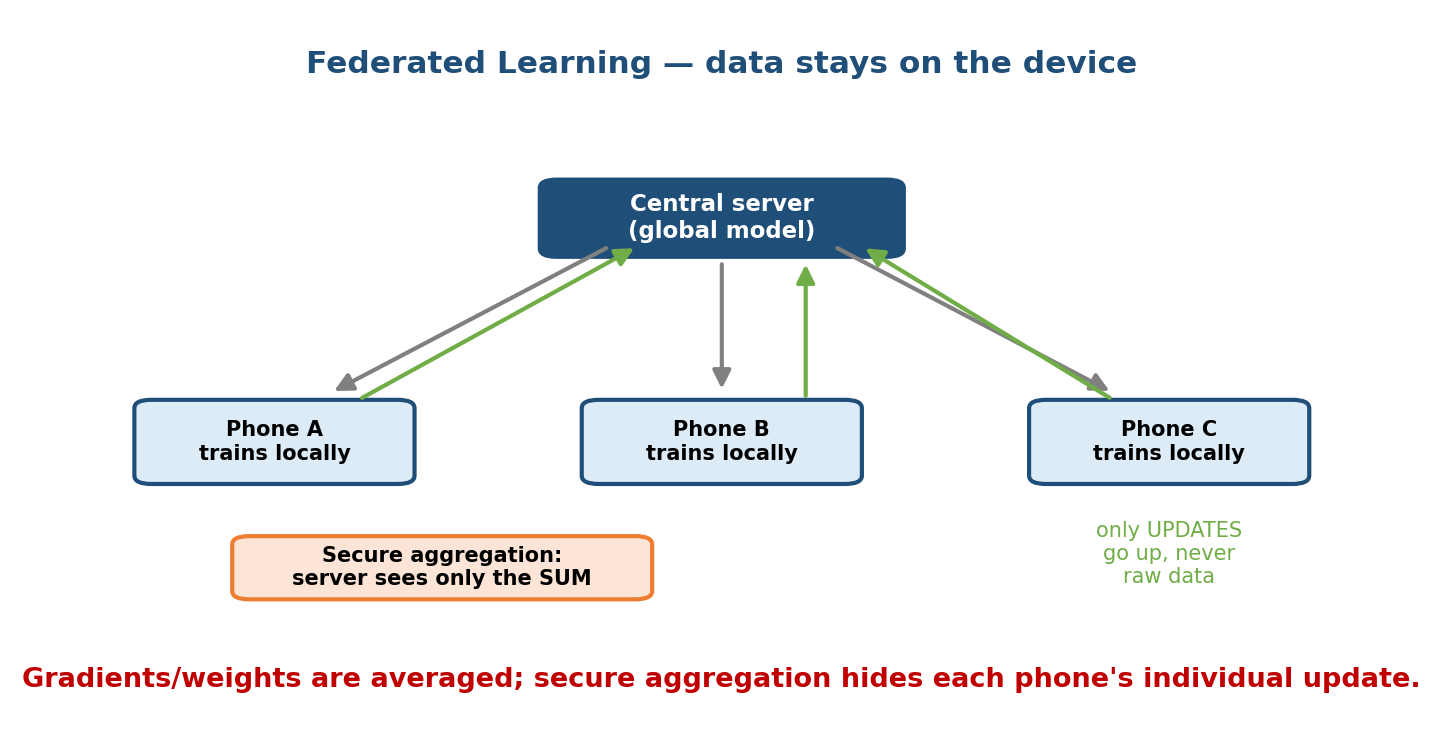 Federated Learning — data stays on the device
Central server
(global model)
Phone A
trains locally
Phone B
trains locally
Phone C
trains locally
Secure aggregation:
server sees only the SUM
only UPDATES
go up, never
raw data
Gradients/weights are averaged; secure aggregation hides each phone's individual update.